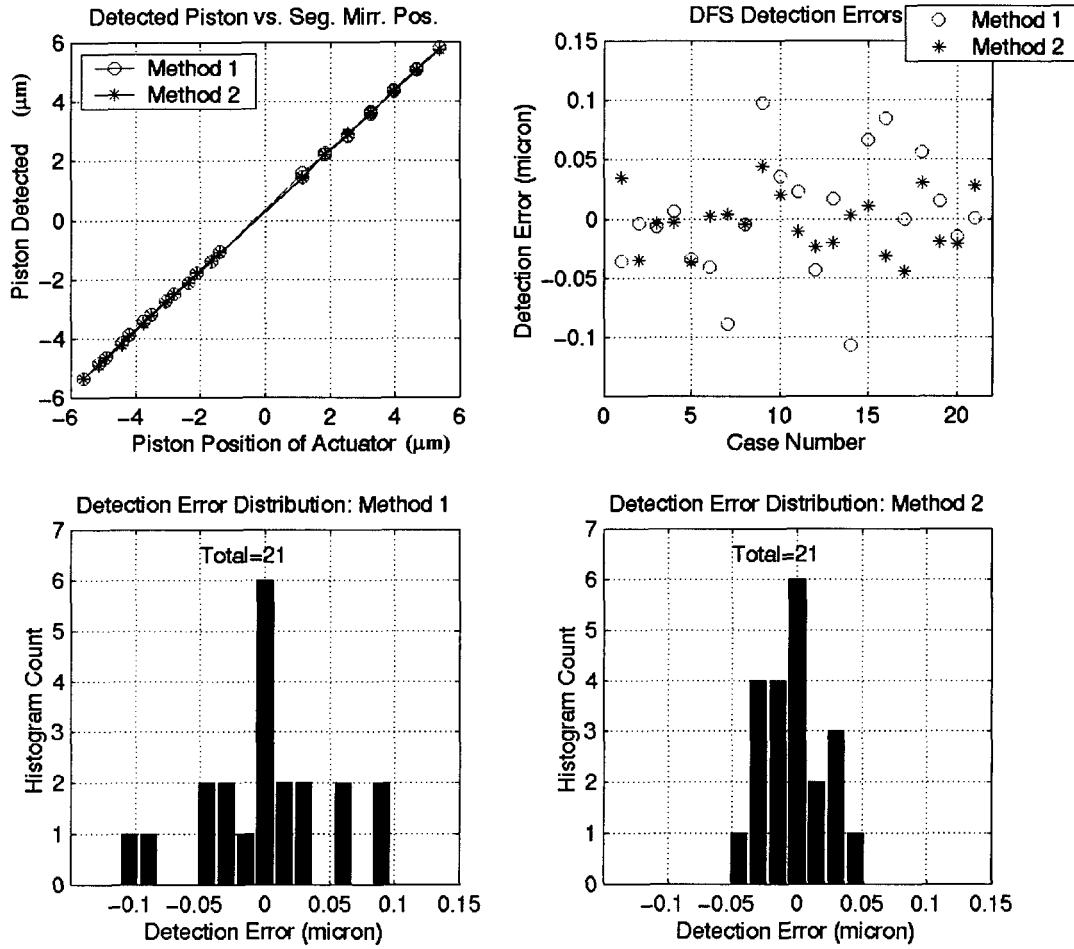 Detected Piston vs. Seg. Mirr. Pos.
6
4
2
0
−2
−4
−6
Piston Detected (μm)
Method 1
Method 2
−6 −4 −2 0 2 4 6
Piston Position of Actuator (μm)
DFS Detection Errors
Method 1
Method 2
0.15
0.1
0.05
0
−0.05
−0.1
Detection Error (micron)
0 5 10 15 20
Case Number
Detection Error Distribution: Method 1
Total=21
7
6
5
4
3
2
1
0
Histogram Count
−0.1 −0.05 0 0.05 0.1 0.15
Detection Error (micron)
Detection Error Distribution: Method 2
Total=21
7
6
5
4
3
2
1
0
Histogram Count
−0.1 −0.05 0 0.05 0.1 0.15
Detection Error (micron)